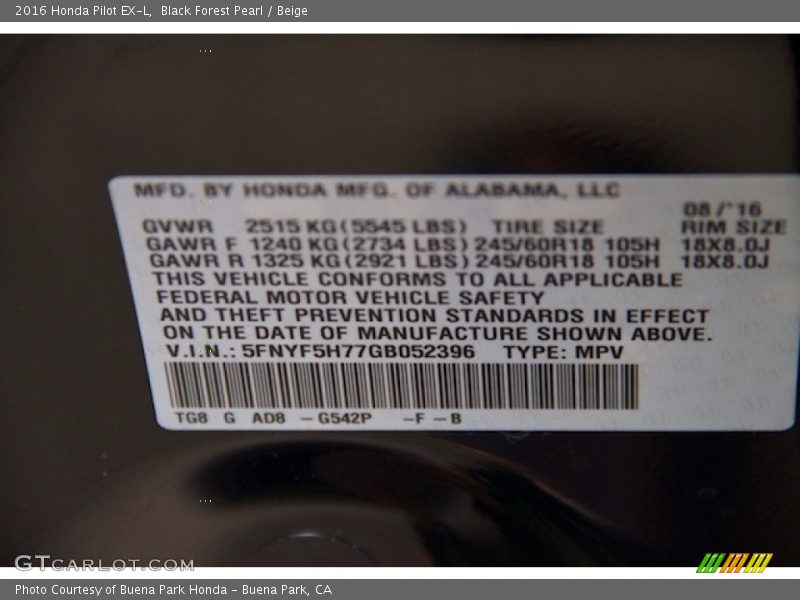 2016 Honda Pilot EX-L, Black Forest Pearl / Beige
MFD. BY HONDA MFG. OF ALABAMA, LLC
08/'16
GVWR 2515 KG(5545 LBS) TIRE SIZE RIM SIZE
GAWR F 1240 KG(2734 LBS) 245/60R18 105H 18X8.0J
GAWR R 1325 KG(2921 LBS) 245/60R18 105H 18X8.0J
THIS VEHICLE CONFORMS TO ALL APPLICABLE
FEDERAL MOTOR VEHICLE SAFETY
AND THEFT PREVENTION STANDARDS IN EFFECT
ON THE DATE OF MANUFACTURE SHOWN ABOVE.
V.I.N.: 5FNYF5H77GB052396 TYPE: MPV
TG8 G AD8 -G542P -F-B
GTCARLOT.COM
Photo Courtesy of Buena Park Honda - Buena Park, CA